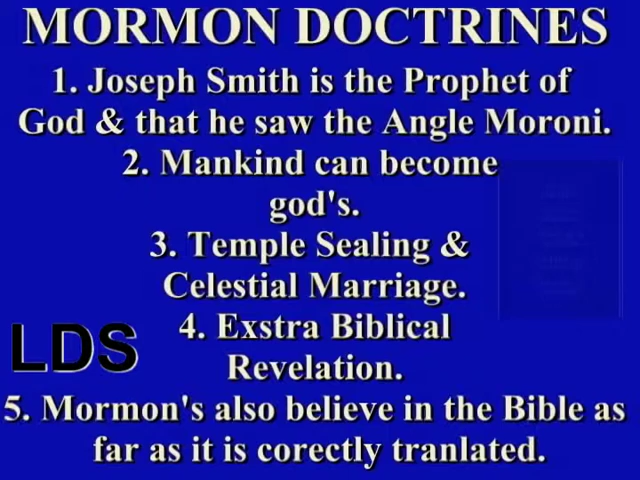 MORMON DOCTRINES
1. Joseph Smith is the Prophet of
God & that he saw the Angle Moroni.
2. Mankind can become
god's.
3. Temple Sealing &
Celestial Marriage.
4. Exstra Biblical
Revelation.
LDS
5. Mormon's also believe in the Bible as
far as it is corectly tranlated.